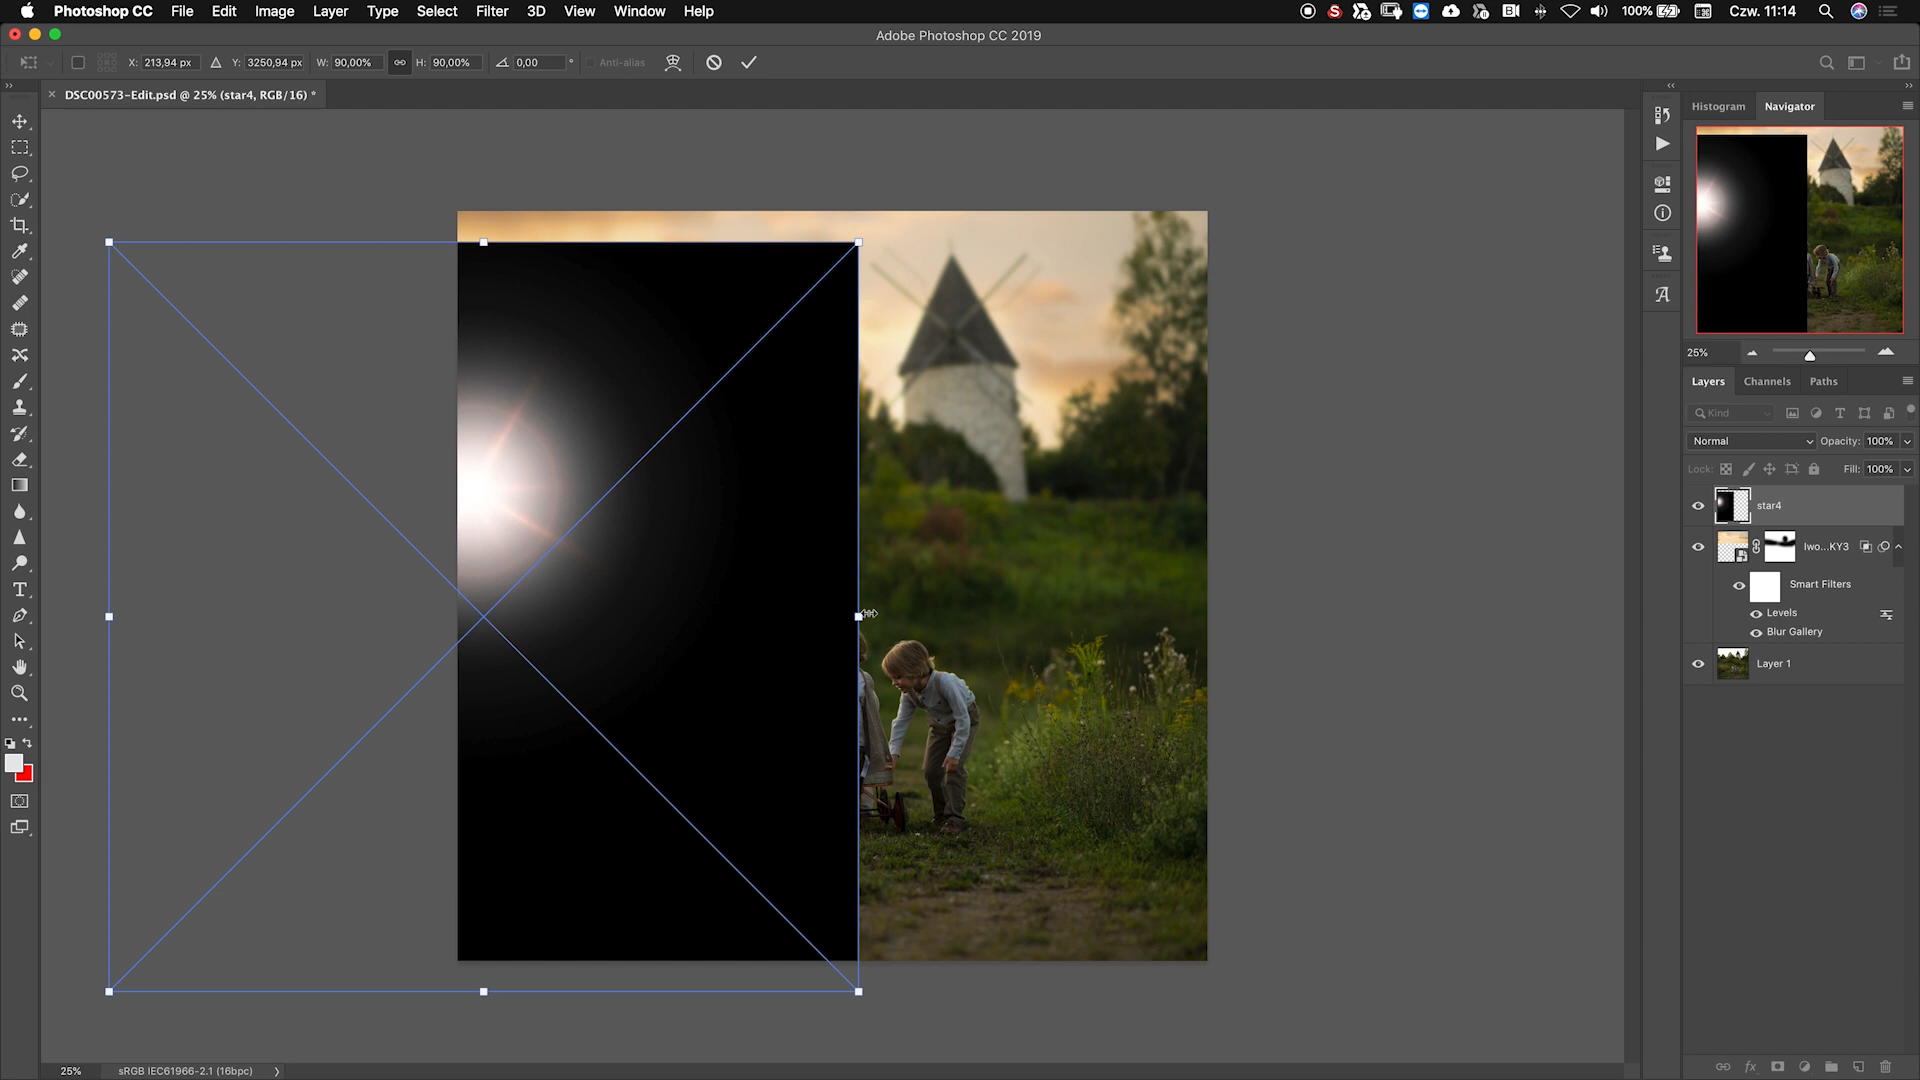 Photoshop CC File Edit Image Layer Type Select Filter 3D View Window Help 100% Czw. 11:14
Adobe Photoshop CC 2019
X: 213,94 px Y: 3250,94 px W: 90,00% H: 90,00% 0,00 ° Anti-alias
DSC00573-Edit.psd @ 25% (star4, RGB/16) *
Histogram Navigator
25%
Layers Channels Paths
Kind
Normal Opacity: 100%
Lock: Fill: 100%
star4
Iwo...KY3
Smart Filters
Levels
Blur Gallery
Layer 1
25% sRGB IEC61966-2.1 (16bpc)